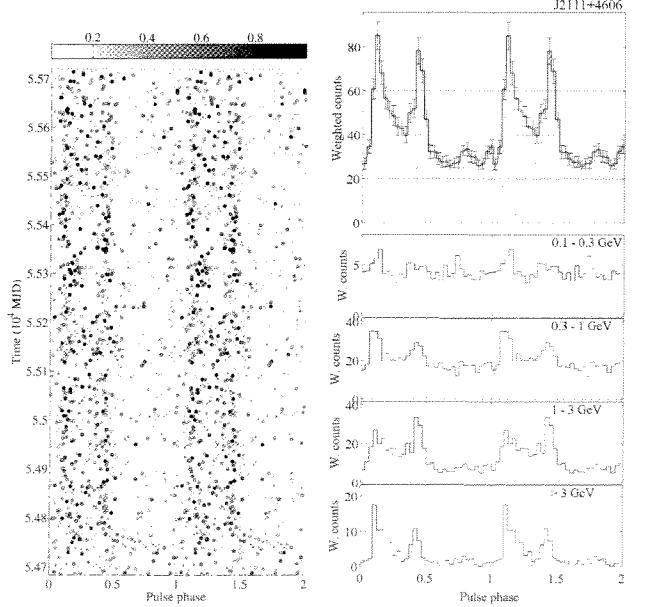 J2111+4606
0.2 0.4 0.6 0.8
5.57
5.56
5.55
5.54
5.53
5.52
5.51
5.5
5.49
5.48
5.47
Time (10⁴ MJD)
0 0.5 1 1.5 2
Pulse phase
80
60
40
20
0
Weighted counts
0.1 - 0.3 GeV
5
0
W. counts
0.3 - 1 GeV
40
20
0
W. counts
1 - 3 GeV
40
20
0
W. counts
> 3 GeV
20
10
0
W. counts
0 0.5 1 1.5 2
Pulse phase